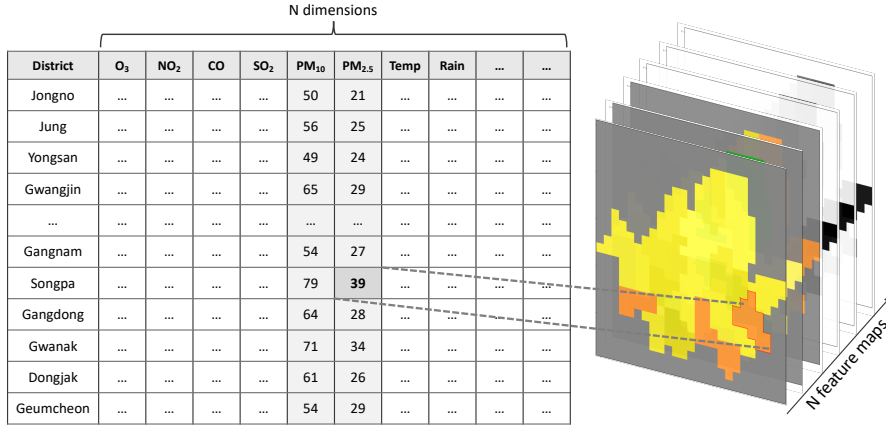 N dimensions
District O₃ NO₂ CO SO₂ PM₁₀ PM₂.₅ Temp Rain ... ...
Jongno ... ... ... ... 50 21 ... ... ... ...
Jung ... ... ... ... 56 25 ... ... ... ...
Yongsan ... ... ... ... 49 24 ... ... ... ...
Gwangjin ... ... ... ... 65 29 ... ... ... ...
... ... ... ... ... ... ... ... ... ... ...
Gangnam ... ... ... ... 54 27 ... ... ... ...
Songpa ... ... ... ... 79 39 ... ... ... ...
Gangdong ... ... ... ... 64 28 ... ... ... ...
Gwanak ... ... ... ... 71 34 ... ... ... ...
Dongjak ... ... ... ... 61 26 ... ... ... ...
Geumcheon ... ... ... ... 54 29 ... ... ... ...
N feature maps